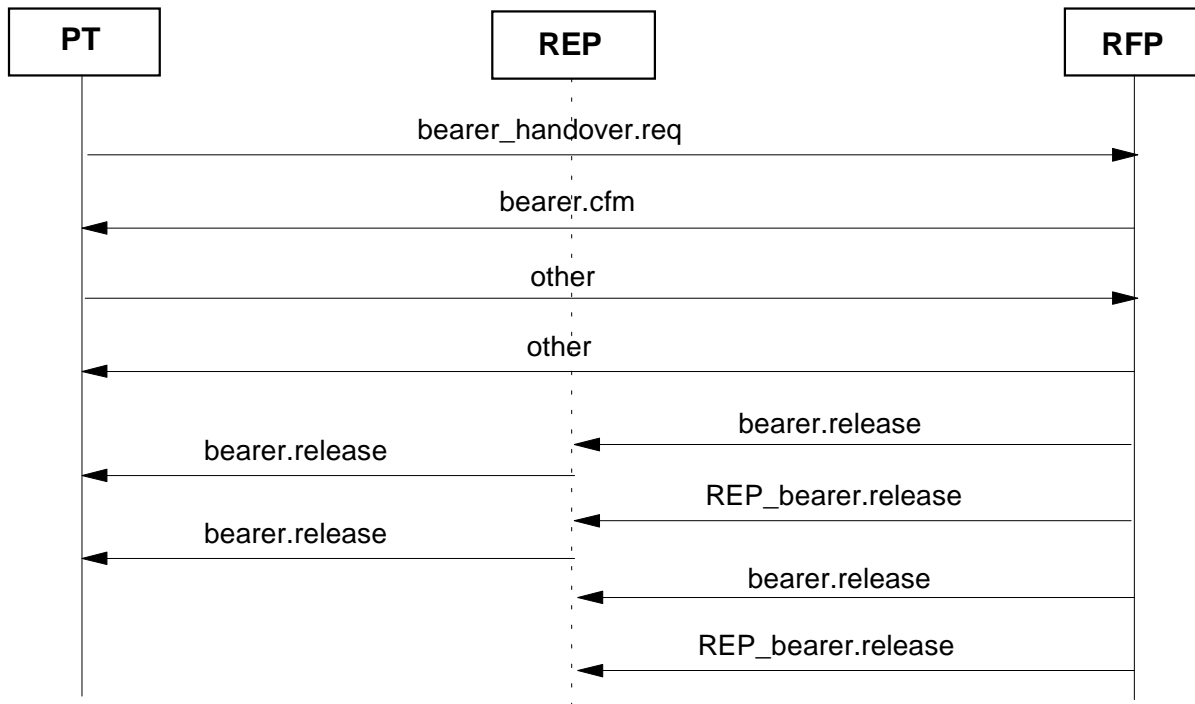 PT
REP
RFP
bearer_handover.req
bearer.cfm
other
other
bearer.release
bearer.release
REP_bearer.release
bearer.release
bearer.release
REP_bearer.release